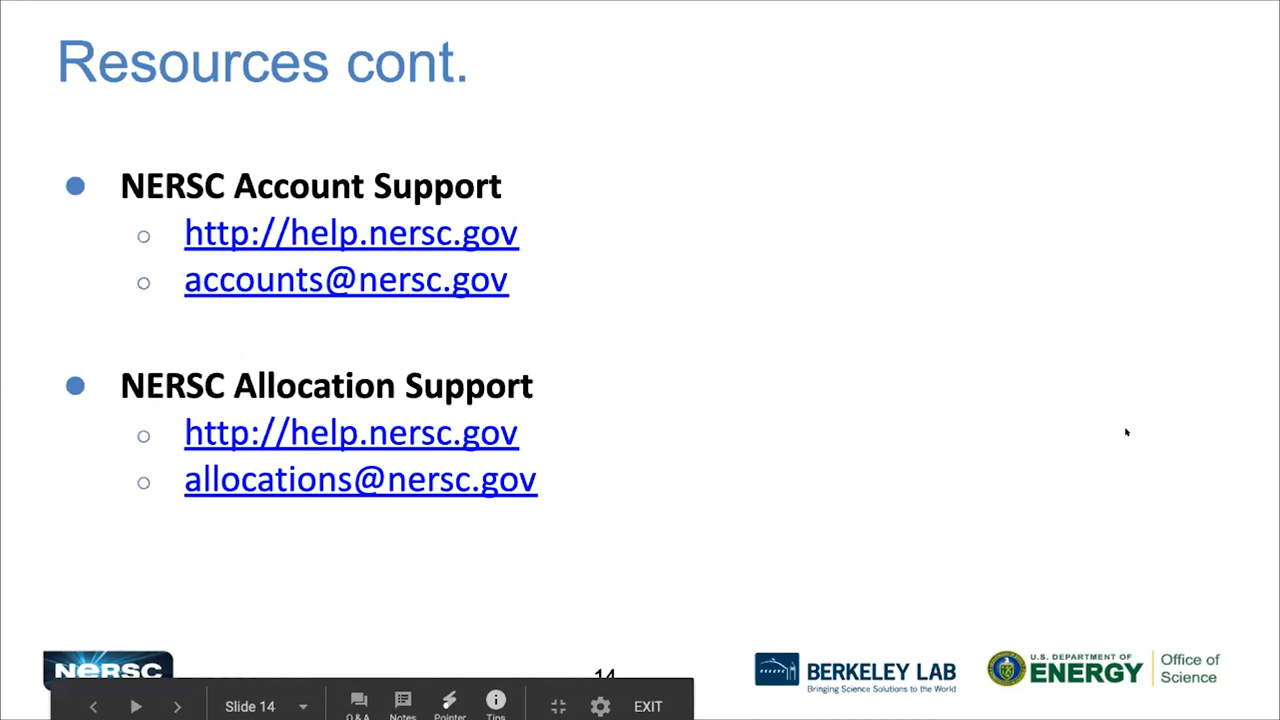 Resources cont.
NERSC Account Support
http://help.nersc.gov
accounts@nersc.gov
NERSC Allocation Support
http://help.nersc.gov
allocations@nersc.gov
NERSC
14
BERKELEY LAB
Bringing Science Solutions to the World
U.S. DEPARTMENT OF
ENERGY
Office of
Science
Slide 14
Q & A
Notes
Pointer
Tips
EXIT